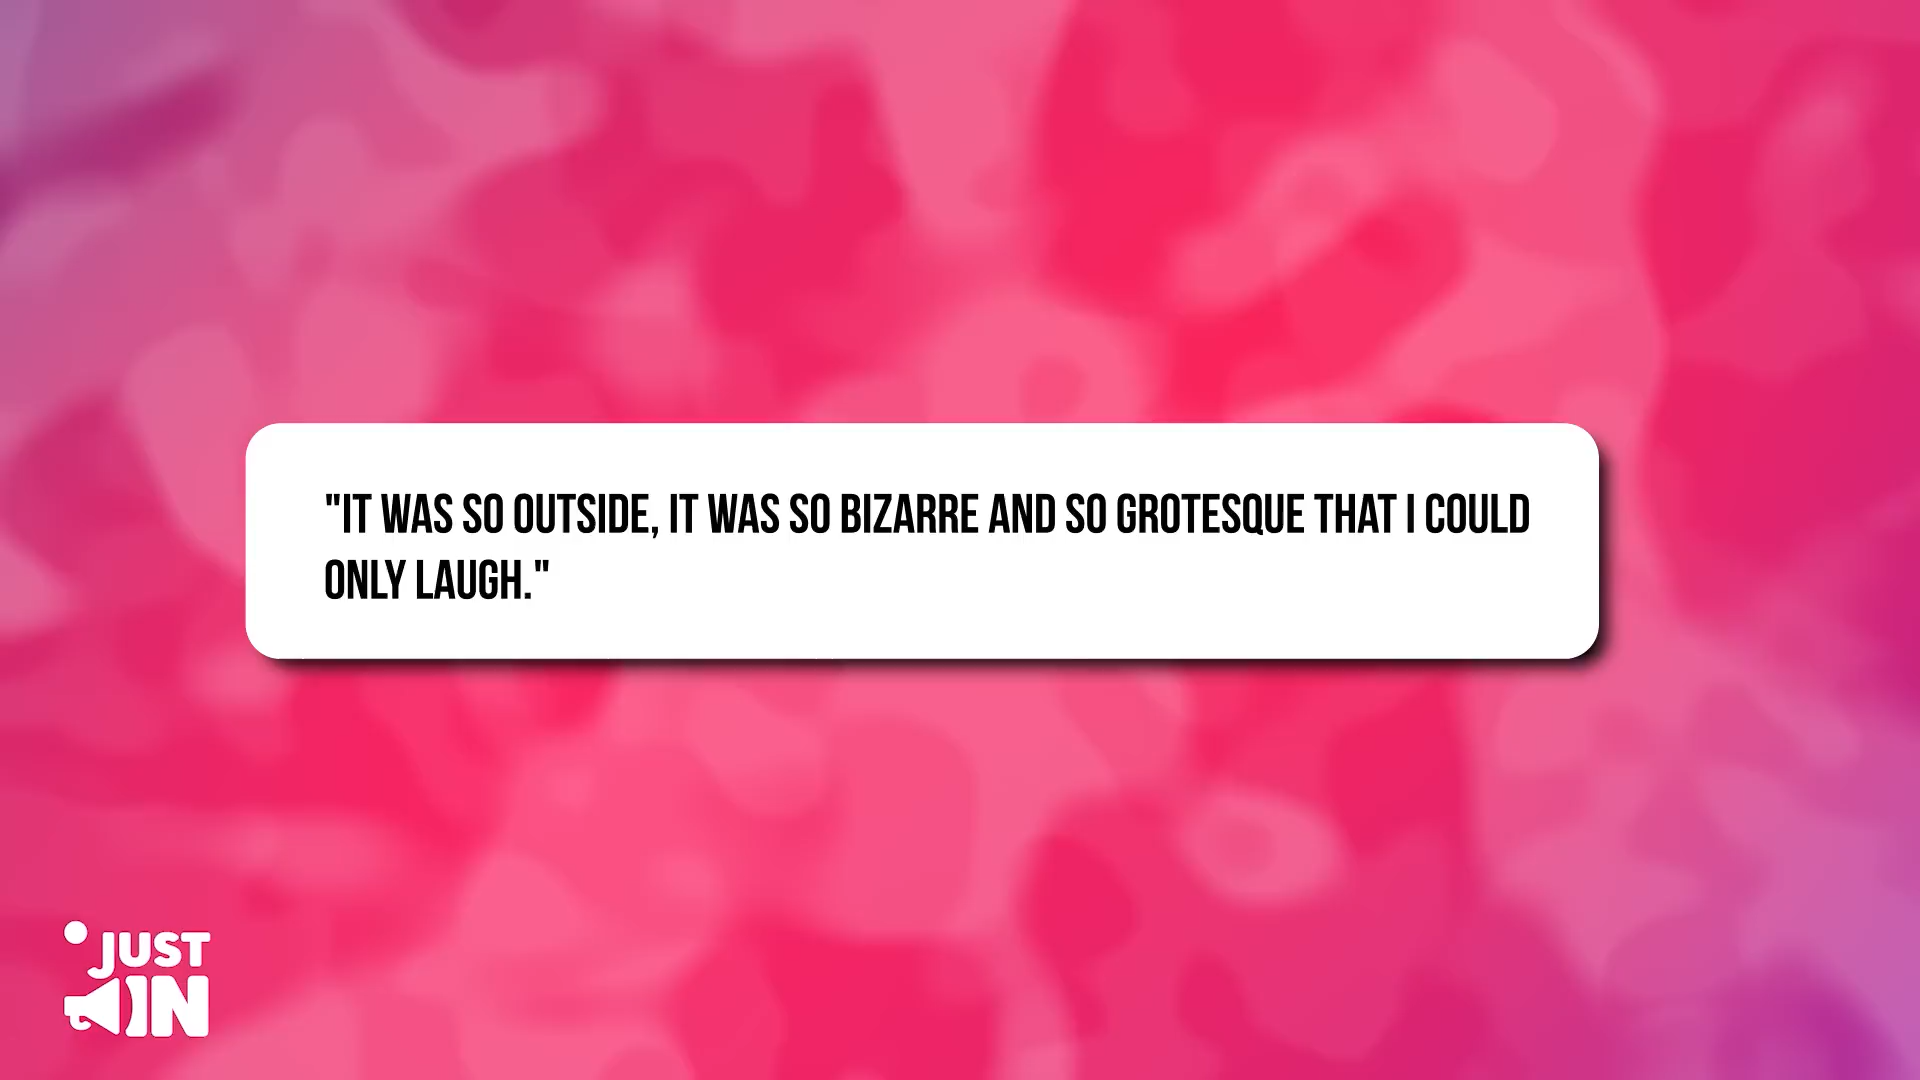 "IT WAS SO OUTSIDE, IT WAS SO BIZARRE AND SO GROTESQUE THAT I COULD
ONLY LAUGH."
JUST
IN